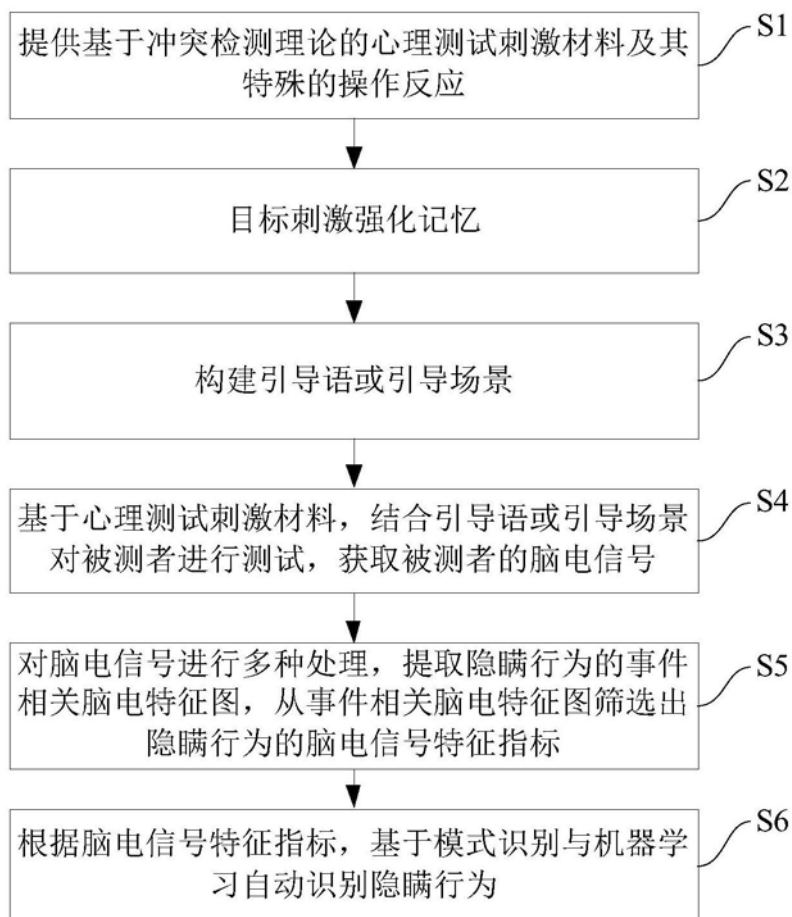 提供基于冲突检测理论的心理测试刺激材料及其
特殊的操作反应
S1
目标刺激强化记忆
S2
构建引导语或引导场景
S3
基于心理测试刺激材料，结合引导语或引导场景
对被测者进行测试，获取被测者的脑电信号
S4
对脑电信号进行多种处理，提取隐瞒行为的事件
相关脑电特征图，从事件相关脑电特征图筛选出
隐瞒行为的脑电信号特征指标
S5
根据脑电信号特征指标，基于模式识别与机器学
习自动识别隐瞒行为
S6